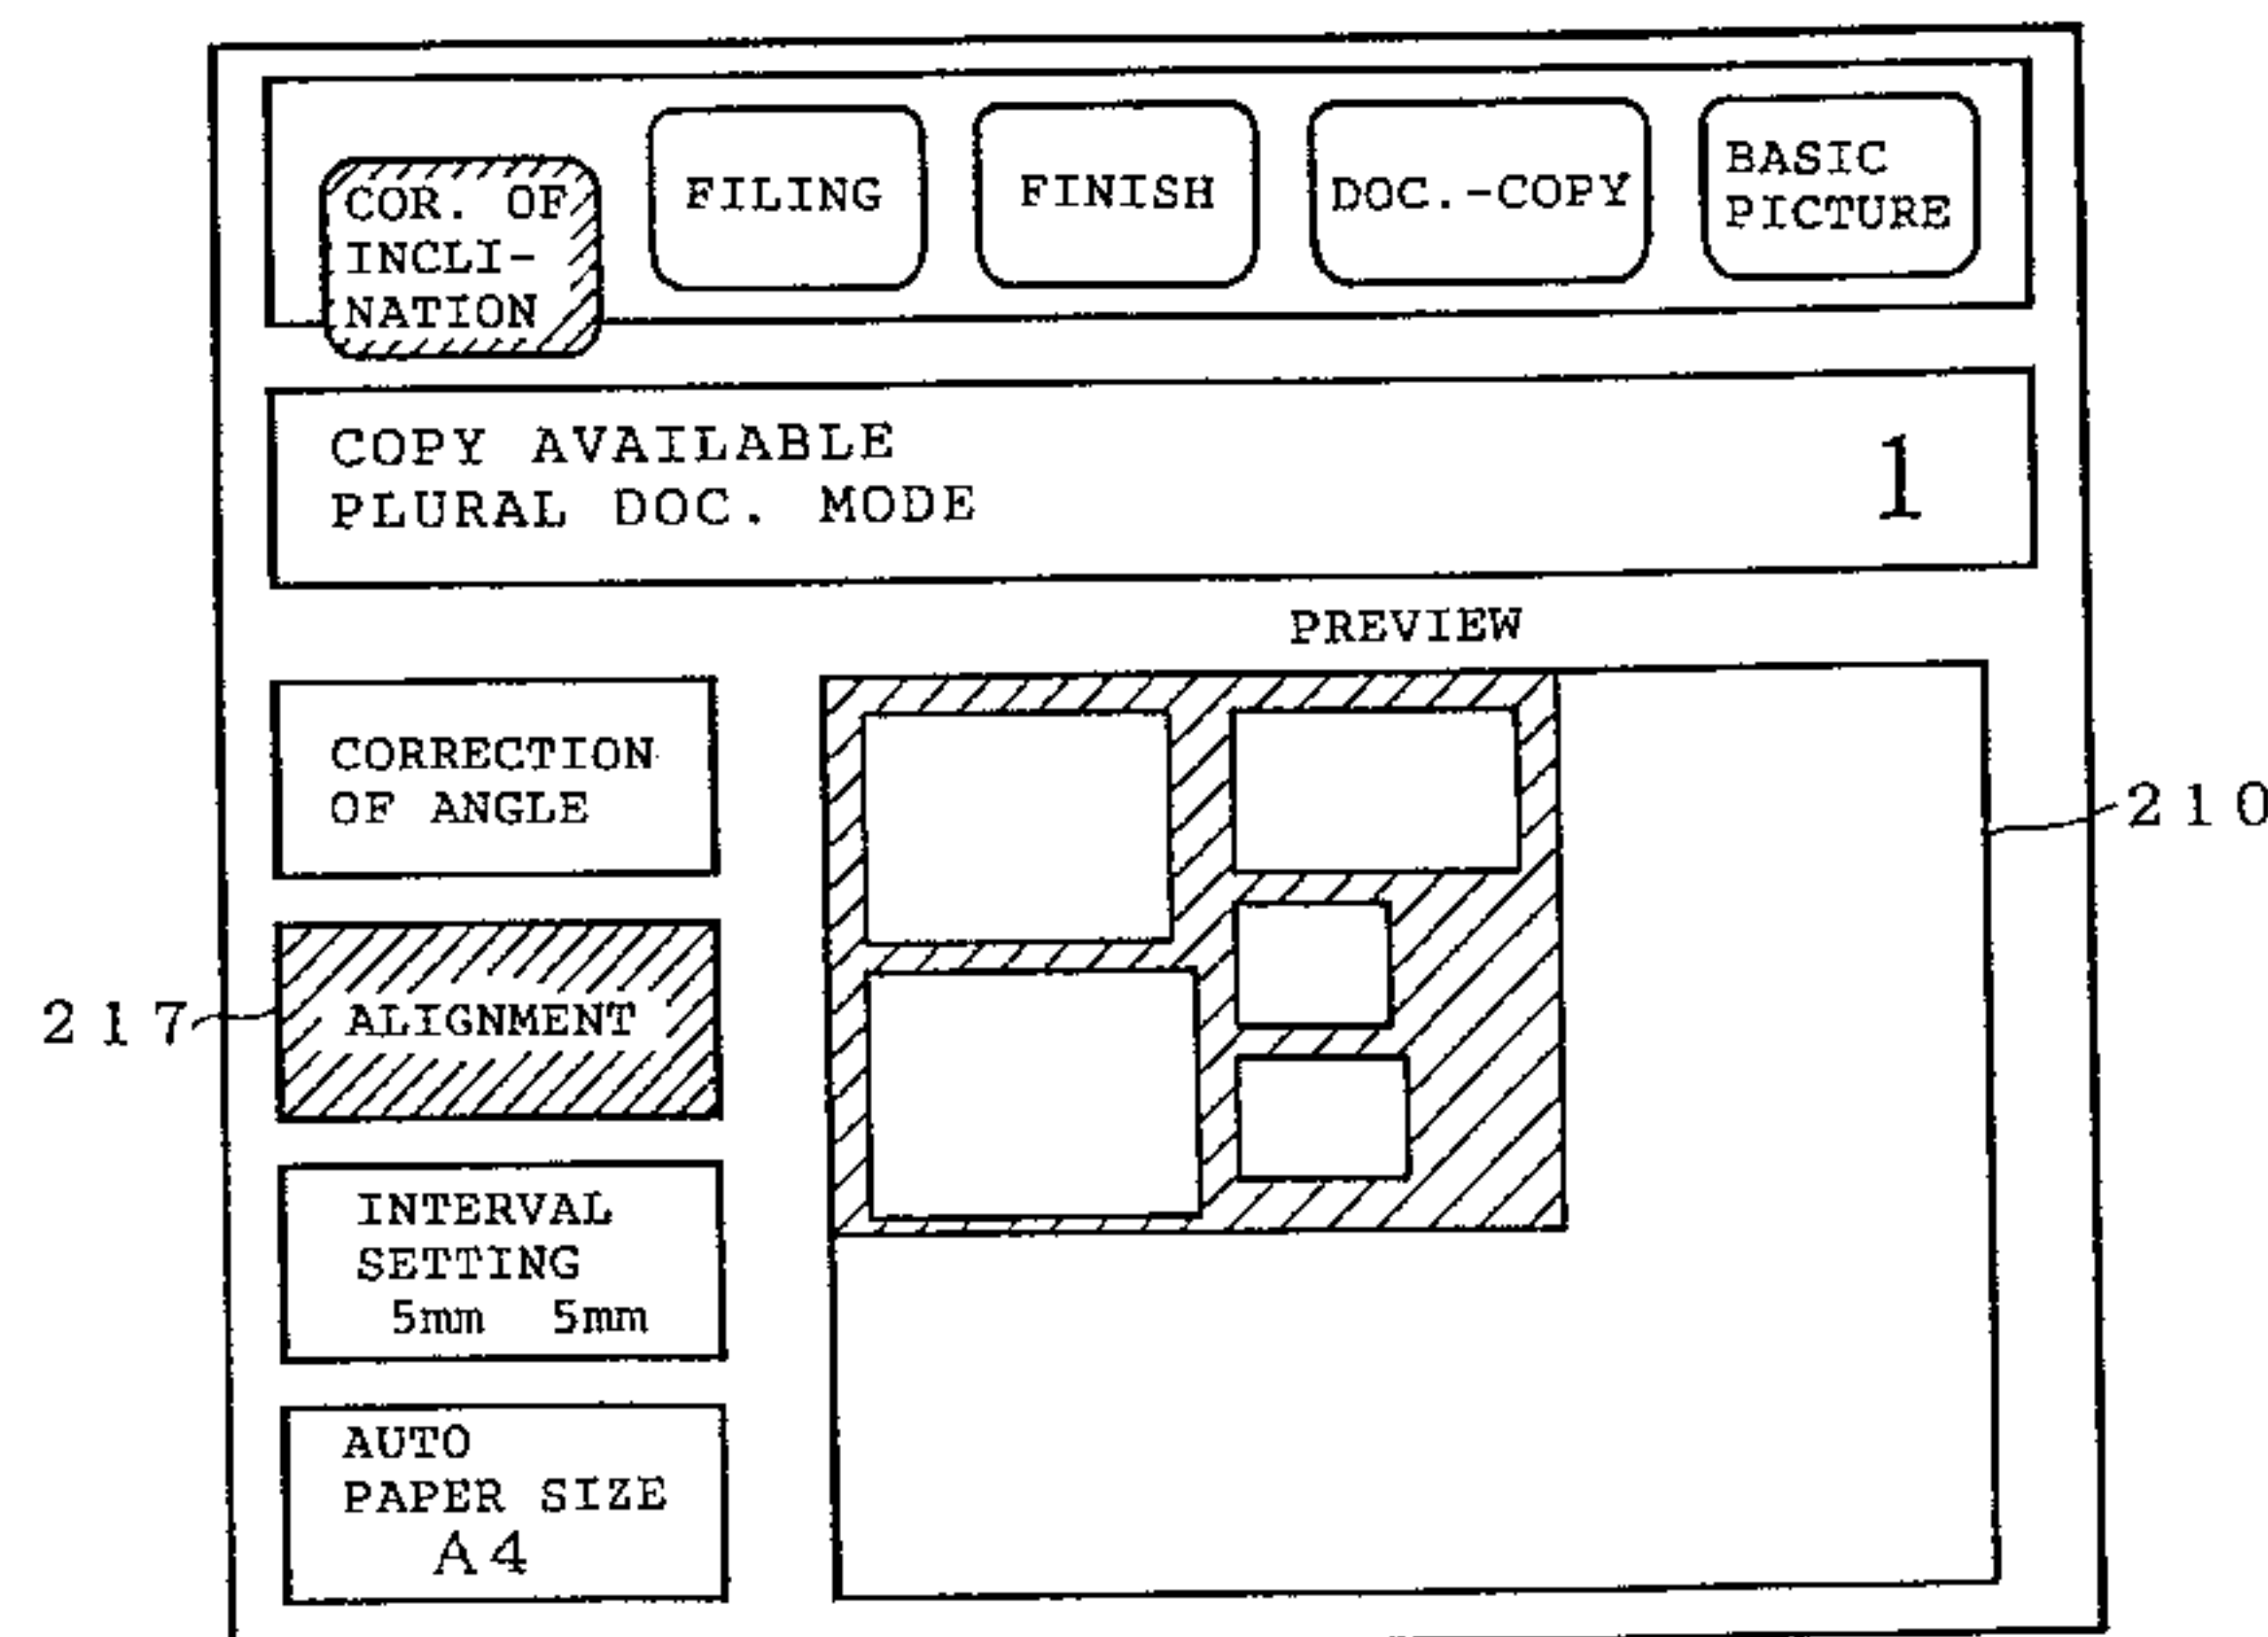 COR. OF
INCLI-
NATION
FILING
FINISH
DOC.-COPY
BASIC
PICTURE
COPY AVAILABLE
PLURAL DOC. MODE
1
PREVIEW
CORRECTION
OF ANGLE
210
ALIGNMENT
217
INTERVAL
SETTING
5mm 5mm
AUTO
PAPER SIZE
A4